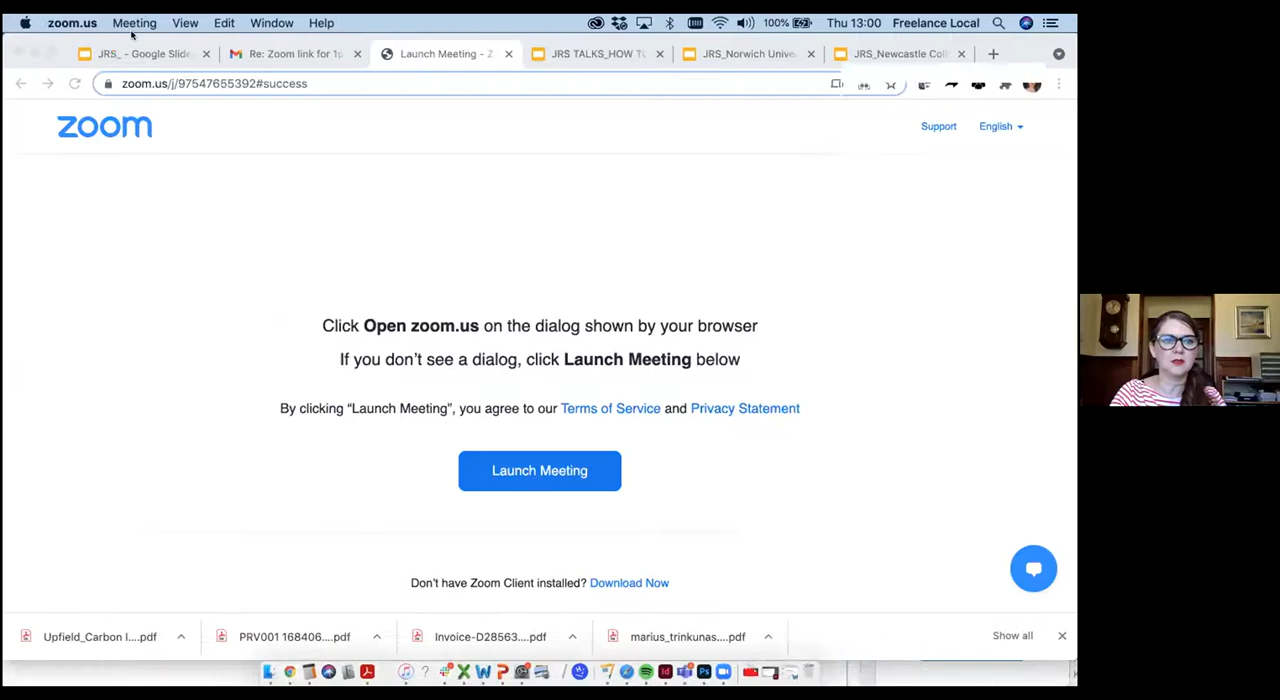 zoom.us Meeting View Edit Window Help 100% Thu 13:00 Freelance Local
JRS_ - Google Slide Re: Zoom link for 1p Launch Meeting - Z JRS TALKS_HOW T JRS_Norwich Unive JRS_Newcastle Coll
zoom.us/j/97547655392#success
zoom Support English
Click Open zoom.us on the dialog shown by your browser
If you don't see a dialog, click Launch Meeting below
By clicking “Launch Meeting”, you agree to our Terms of Service and Privacy Statement
Launch Meeting
Don't have Zoom Client installed? Download Now
Upfield_Carbon I....pdf PRV001 168406....pdf Invoice-D28563....pdf marius_trinkunas....pdf Show all